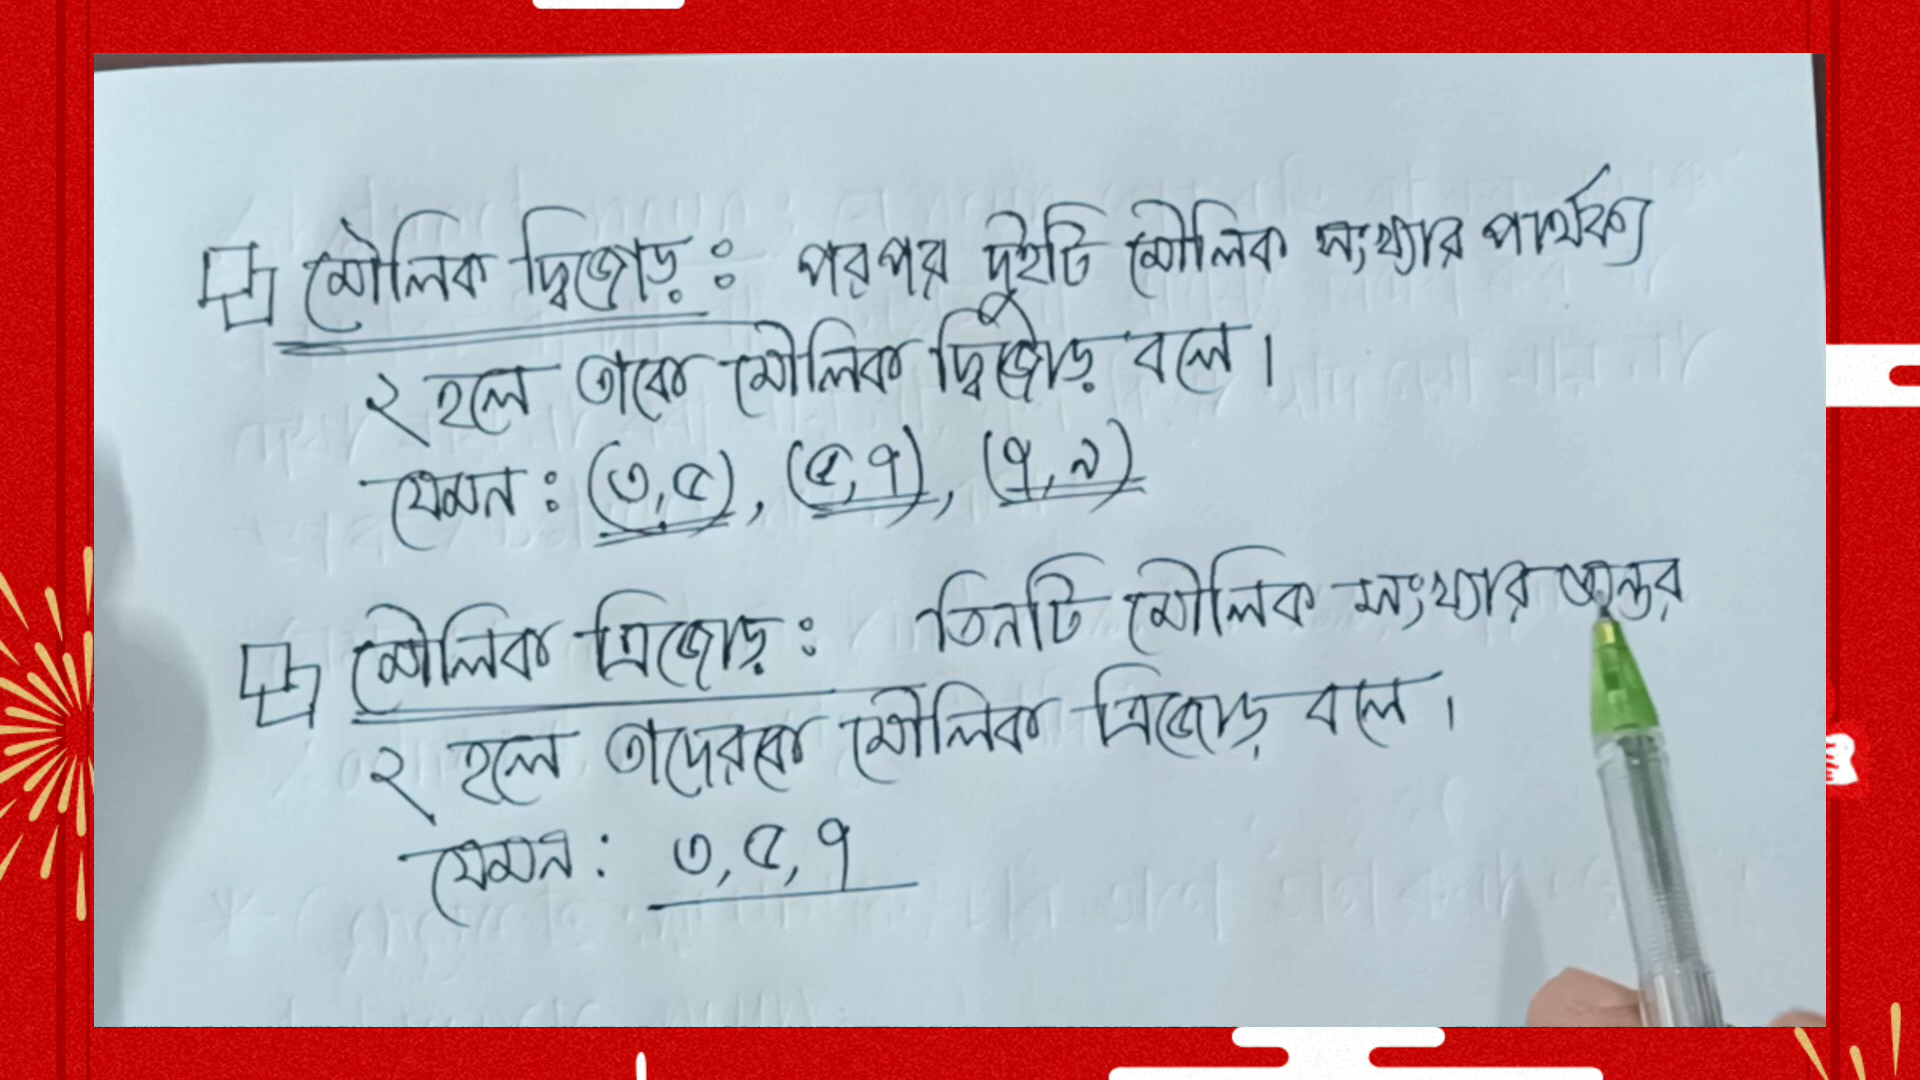 মৌলিক দ্বিজোড় : পরপর দুইটি মৌলিক সংখ্যার পার্থক্য
২ হলে তাকে মৌলিক দ্বিজোড় বলে।
যেমন : (৩,৫), (৫,৭), (৭,৯)
মৌলিক ত্রিজোড় : তিনটি মৌলিক সংখ্যার অন্তর
২ হলে তাদেরকে মৌলিক ত্রিজোড় বলে।
যেমন : ৩,৫,৭